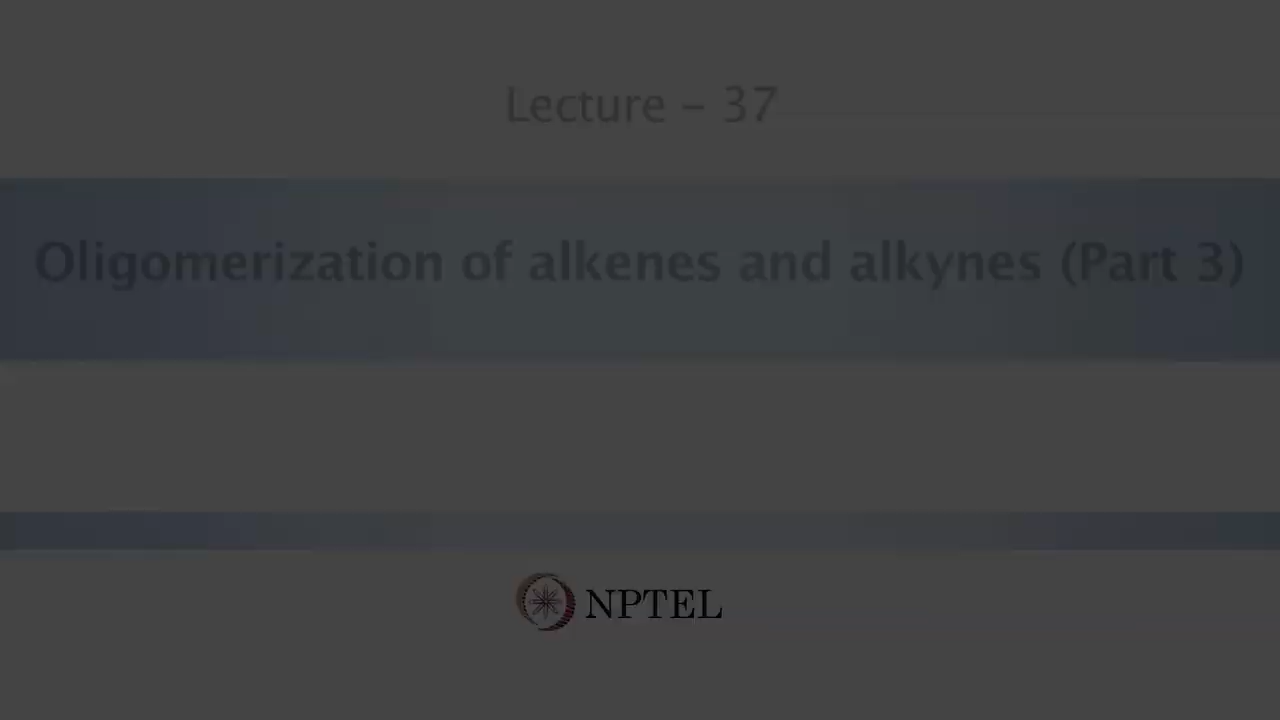 Lecture – 37
Oligomerization of alkenes and alkynes (Part 3)
NPTEL